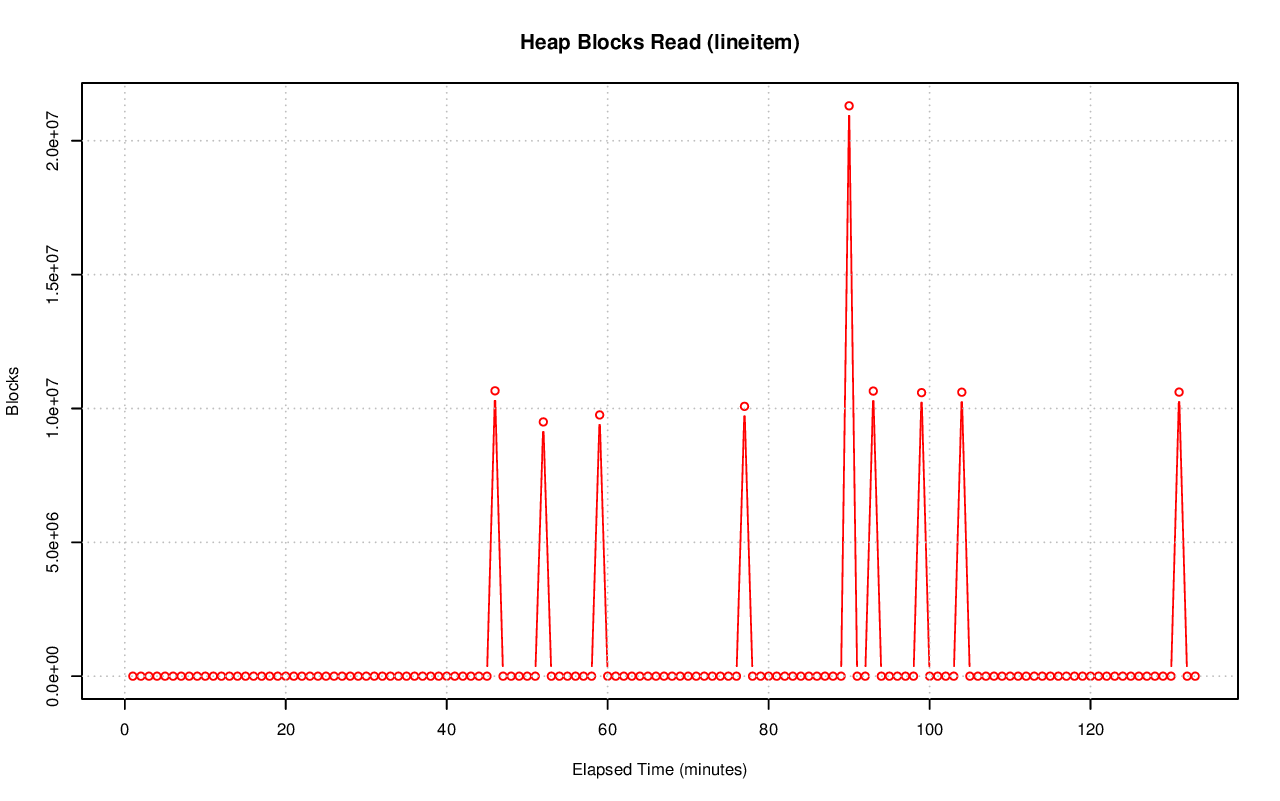 Heap Blocks Read (lineitem)
Blocks
2.0e+07
1.5e+07
1.0e+07
5.0e+06
0.0e+00
0 20 40 60 80 100 120
Elapsed Time (minutes)